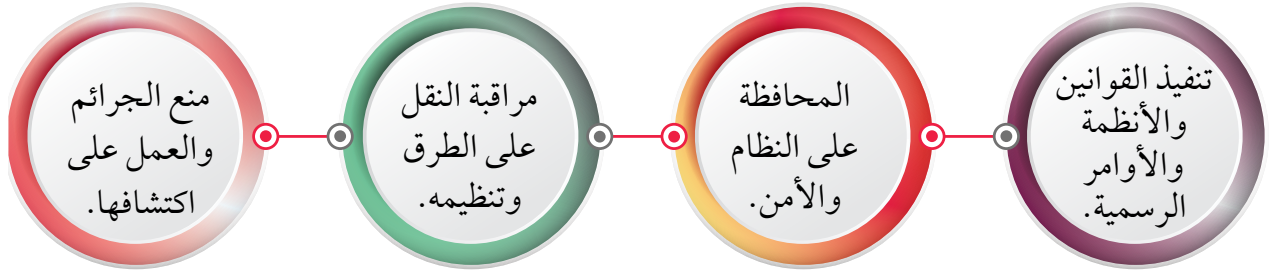 تنفيذ القوانين
والأنظمة
والأوامر
الرسمية.
المحافظة
على النظام
والأمن.
مراقبة النقل
على الطرق
وتنظيمه.
منع الجرائم
والعمل على
اكتشافها.